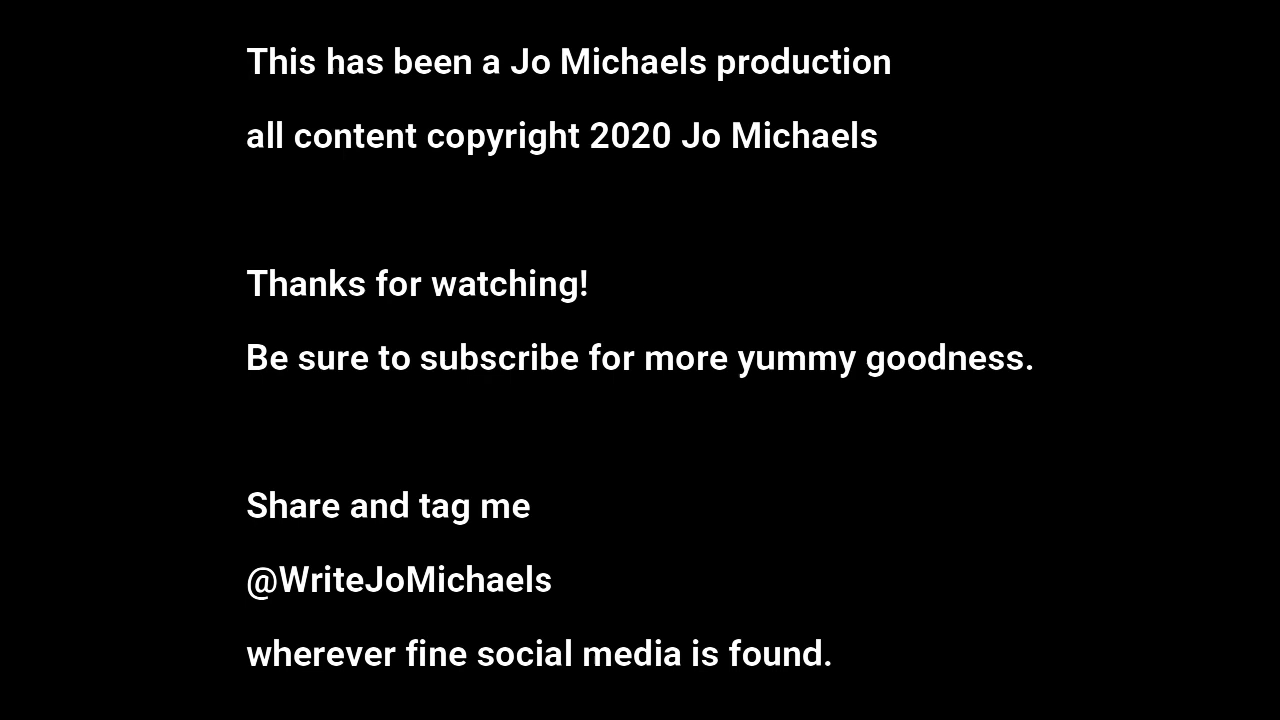 This has been a Jo Michaels production
all content copyright 2020 Jo Michaels
Thanks for watching!
Be sure to subscribe for more yummy goodness.
Share and tag me
@WriteJoMichaels
wherever fine social media is found.